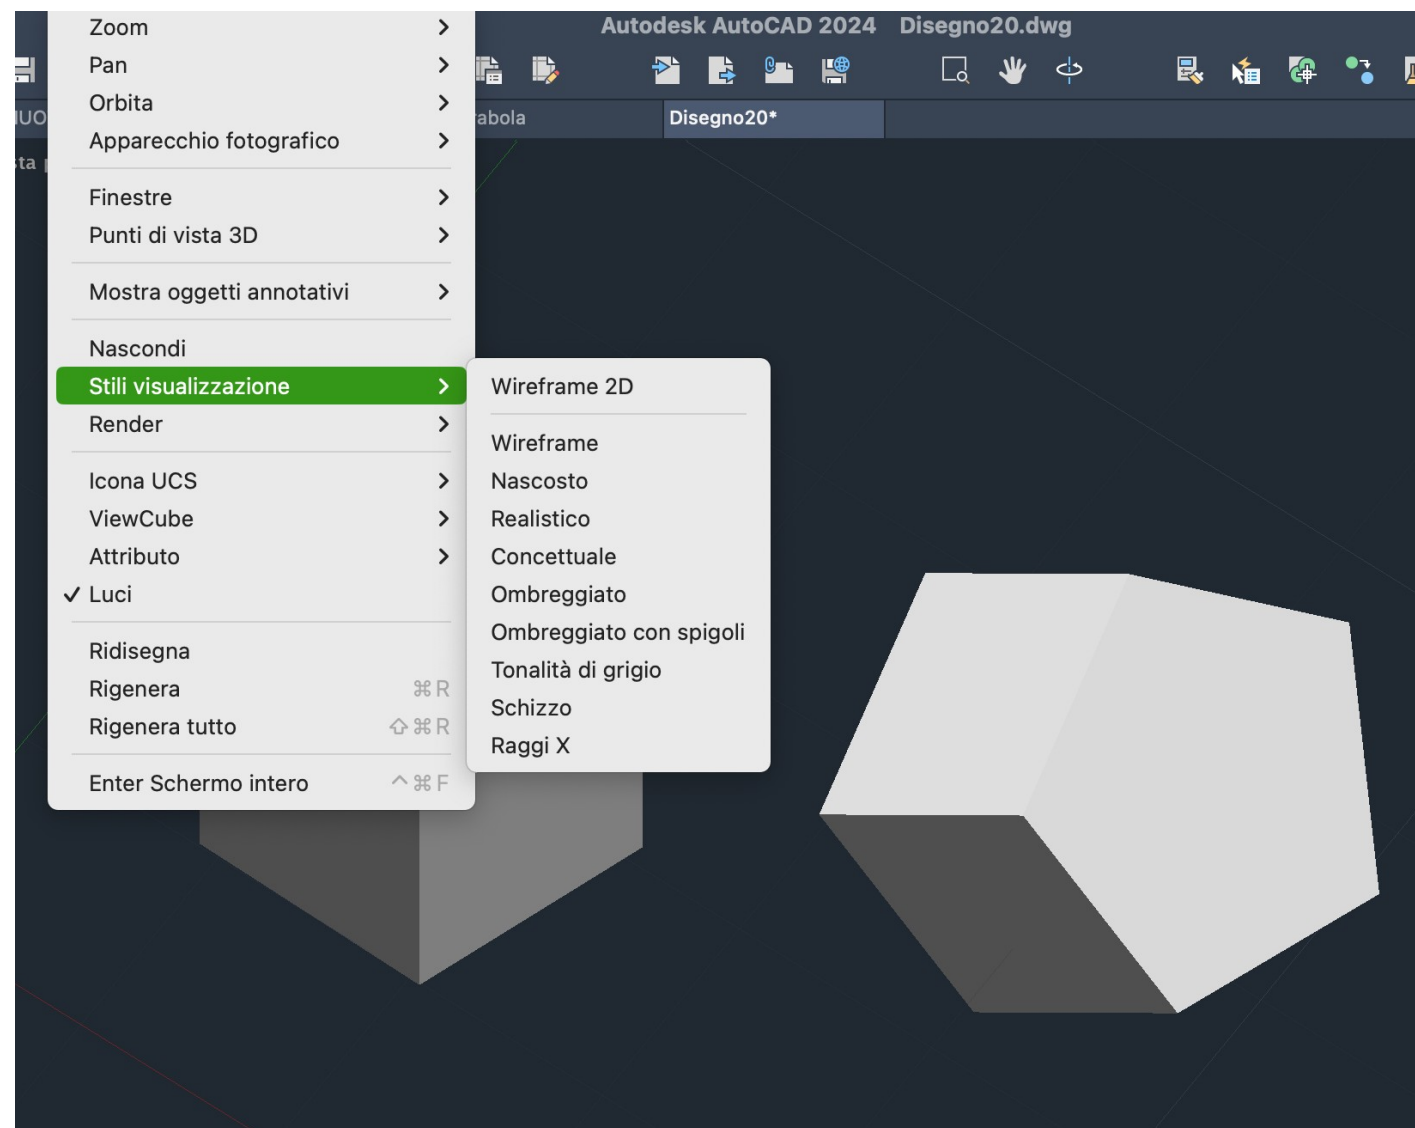 Autodesk AutoCAD 2024 Disegno20.dwg
Disegno20*
Zoom
Pan
Orbita
Apparecchio fotografico
Finestre
Punti di vista 3D
Mostra oggetti annotativi
Nascondi
Stili visualizzazione
Render
Icona UCS
ViewCube
Attributo
✓ Luci
Ridisegna
Rigenera ⌘ R
Rigenera tutto ⇧ ⌘ R
Enter Schermo intero ^ ⌘ F
Wireframe 2D
Wireframe
Nascosto
Realistico
Concettuale
Ombreggiato
Ombreggiato con spigoli
Tonalità di grigio
Schizzo
Raggi X